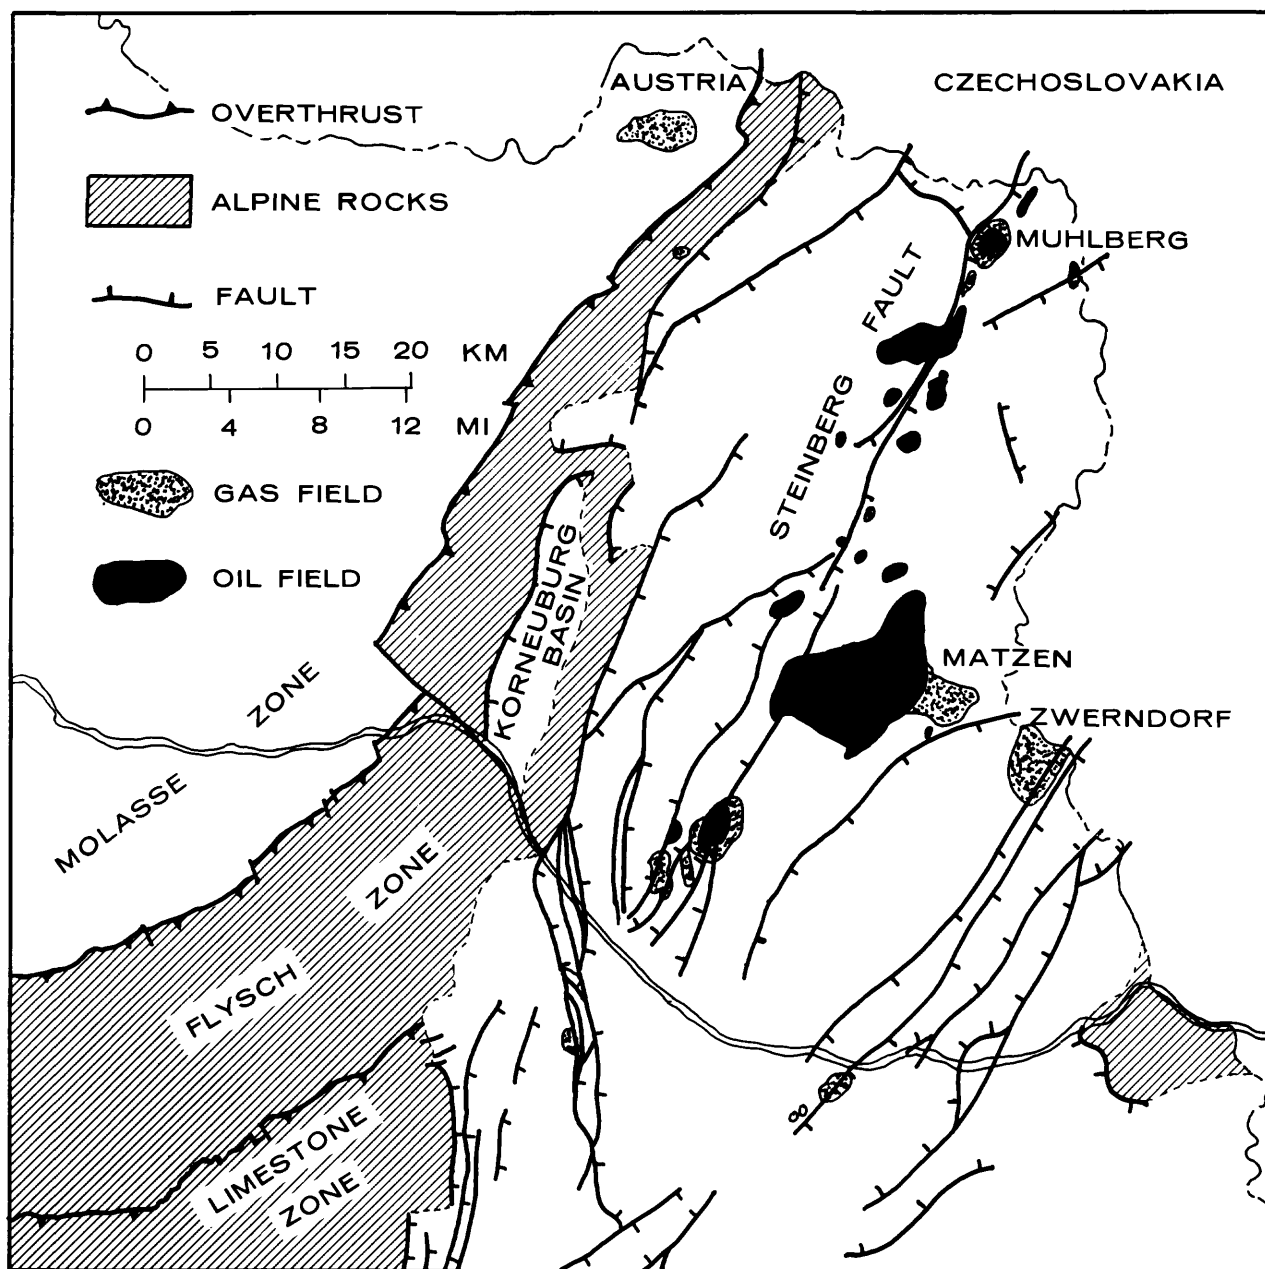 AUSTRIA
CZECHOSLOVAKIA
OVERTHRUST
ALPINE ROCKS
FAULT
0 5 10 15 20 KM
0 4 8 12 MI
GAS FIELD
OIL FIELD
MUHLBERG
STEINBERG FAULT
KORNEUBURG
BASIN
MATZEN
ZWERNDORF
MOLASSE ZONE
FLYSCH ZONE
LIMESTONE
ZONE